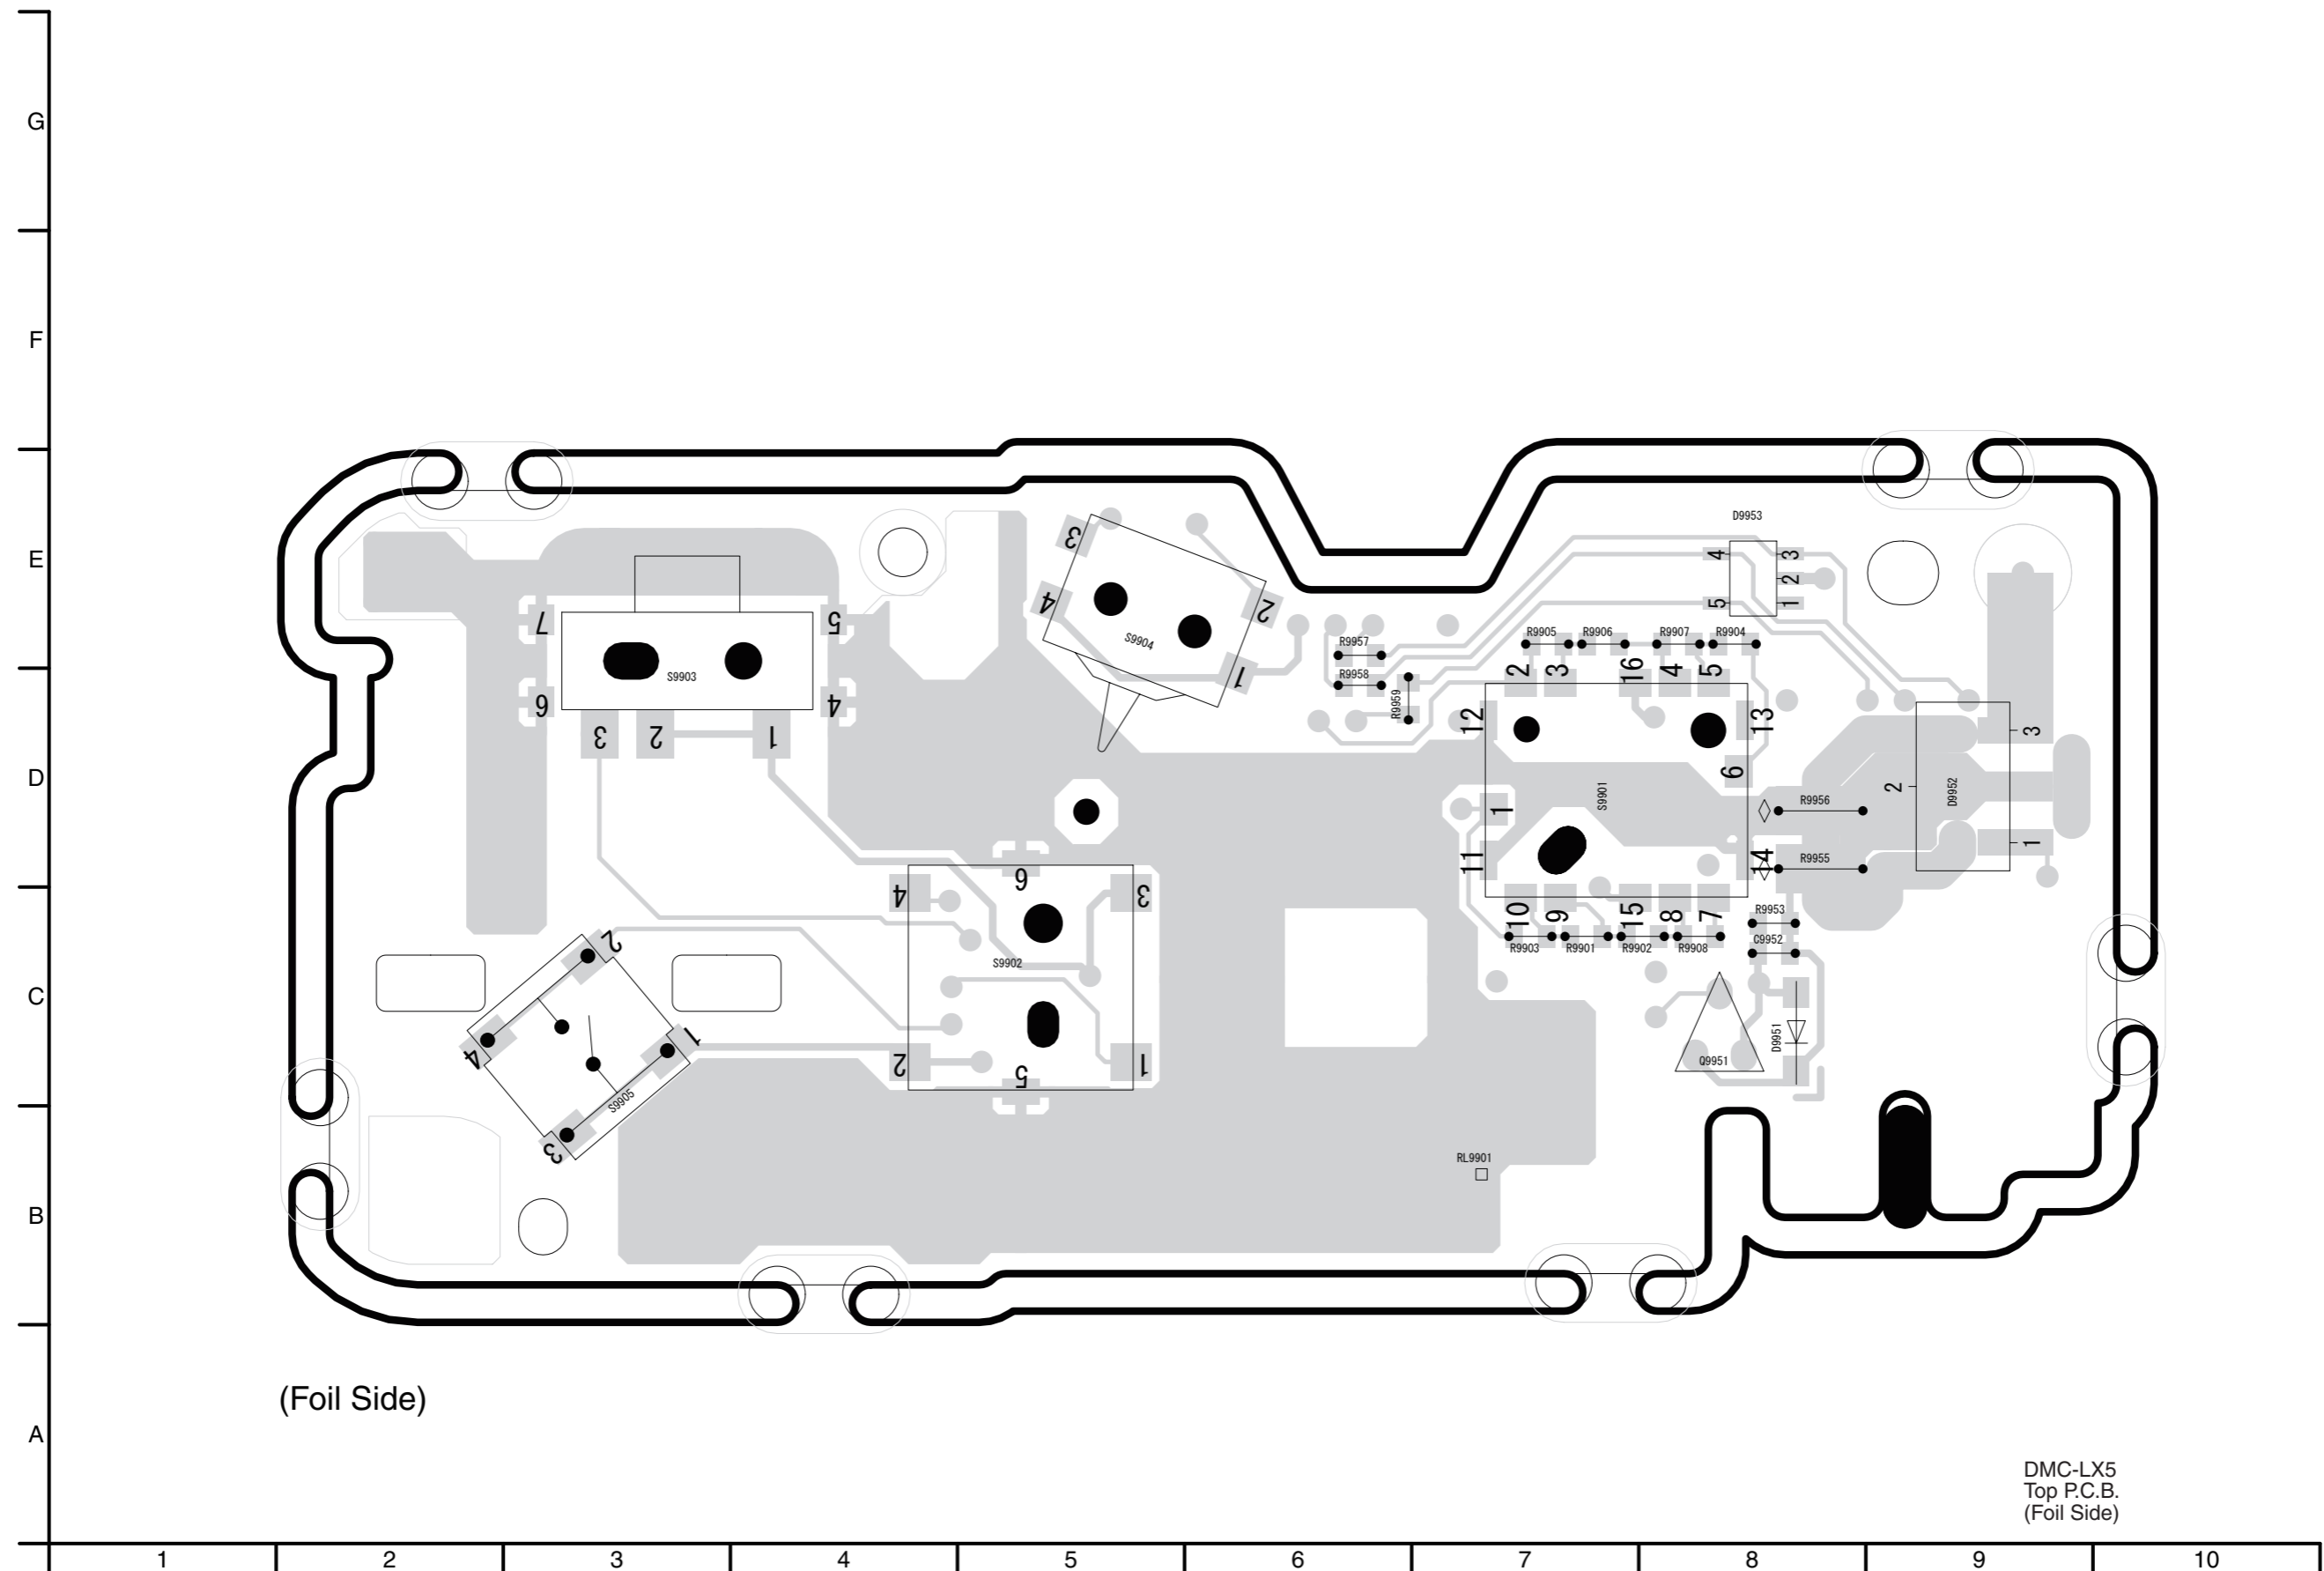 G
F
E
D
C
B
A
D9953
4
3
2
5
1
3
4
2
1
S9904
7
5
6
4
S9903
3
2
1
R9957
R9958
R9959
R9905
R9906
R9907
R9904
2
3
16
4
5
12
13
6
1
S9901
11
14
10
9
15
8
7
R9956
R9955
3
2
D9952
1
R9903
R9901
R9902
R9908
R9953
C9952
D9951
Q9951
6
4
3
S9902
2
1
5
2
4
1
S9905
3
RL9901
(Foil Side)
DMC-LX5
Top P.C.B.
(Foil Side)
1
2
3
4
5
6
7
8
9
10